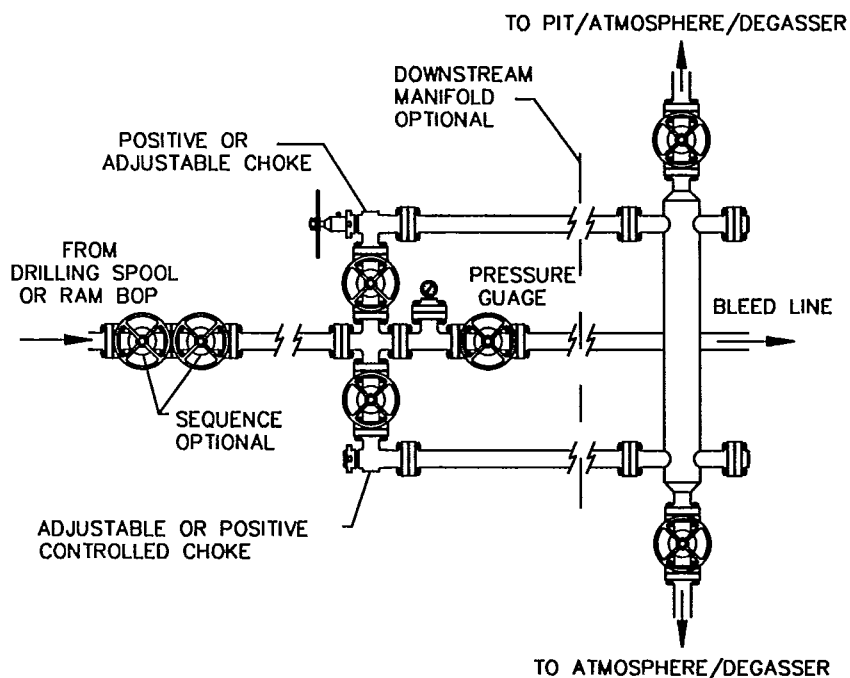 TO PIT/ATMOSPHERE/DEGASSER
DOWNSTREAM
MANIFOLD
OPTIONAL
POSITIVE OR
ADJUSTABLE CHOKE
FROM
DRILLING SPOOL
OR RAM BOP
PRESSURE
GUAGE
BLEED LINE
SEQUENCE
OPTIONAL
ADJUSTABLE OR POSITIVE
CONTROLLED CHOKE
TO ATMOSPHERE/DEGASSER